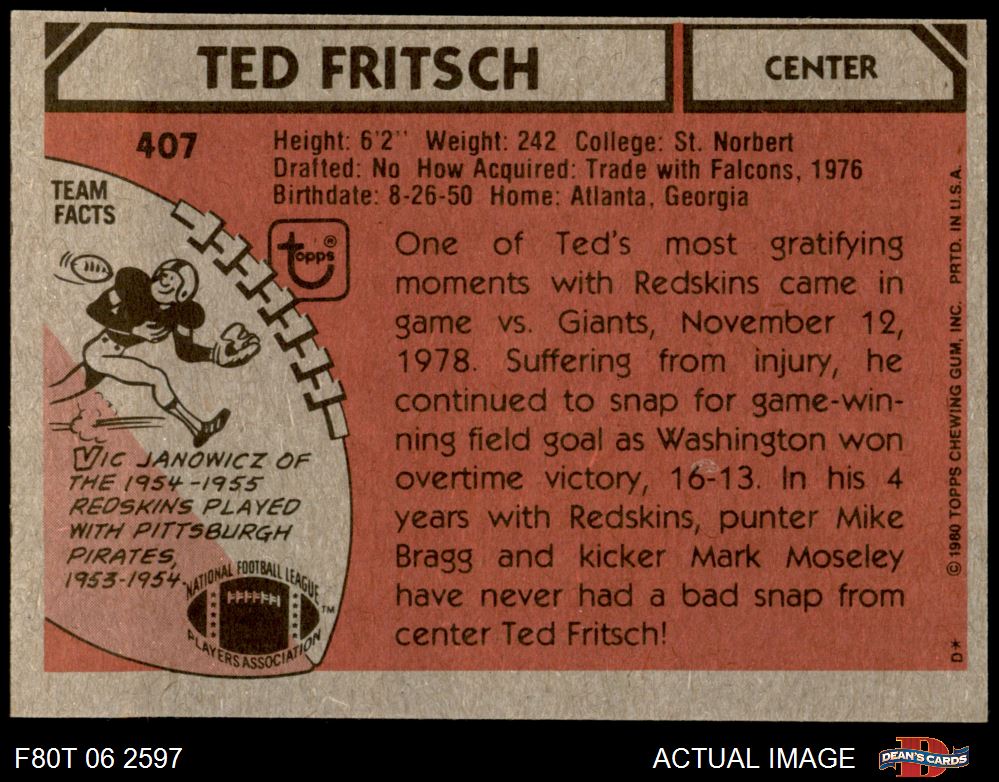 TED FRITSCH
CENTER
407
Height: 6'2" Weight: 242 College: St. Norbert
Drafted: No How Acquired: Trade with Falcons, 1976
Birthdate: 8-26-50 Home: Atlanta, Georgia
TEAM
FACTS
topps®
One of Ted's most gratifying
moments with Redskins came in
game vs. Giants, November 12,
1978. Suffering from injury, he
continued to snap for game-win-
ning field goal as Washington won
overtime victory, 16-13. In his 4
years with Redskins, punter Mike
Bragg and kicker Mark Moseley
have never had a bad snap from
center Ted Fritsch!
VIC JANOWICZ OF
THE 1954-1955
REDSKINS PLAYED
WITH PITTSBURGH
PIRATES,
1953-1954
NATIONAL FOOTBALL LEAGUE
PLAYERS ASSOCIATION
TM
© 1980 TOPPS CHEWING GUM, INC. PRTD. IN U.S.A.
D*
F80T 06 2597
ACTUAL IMAGE
DEAN'S CARDS